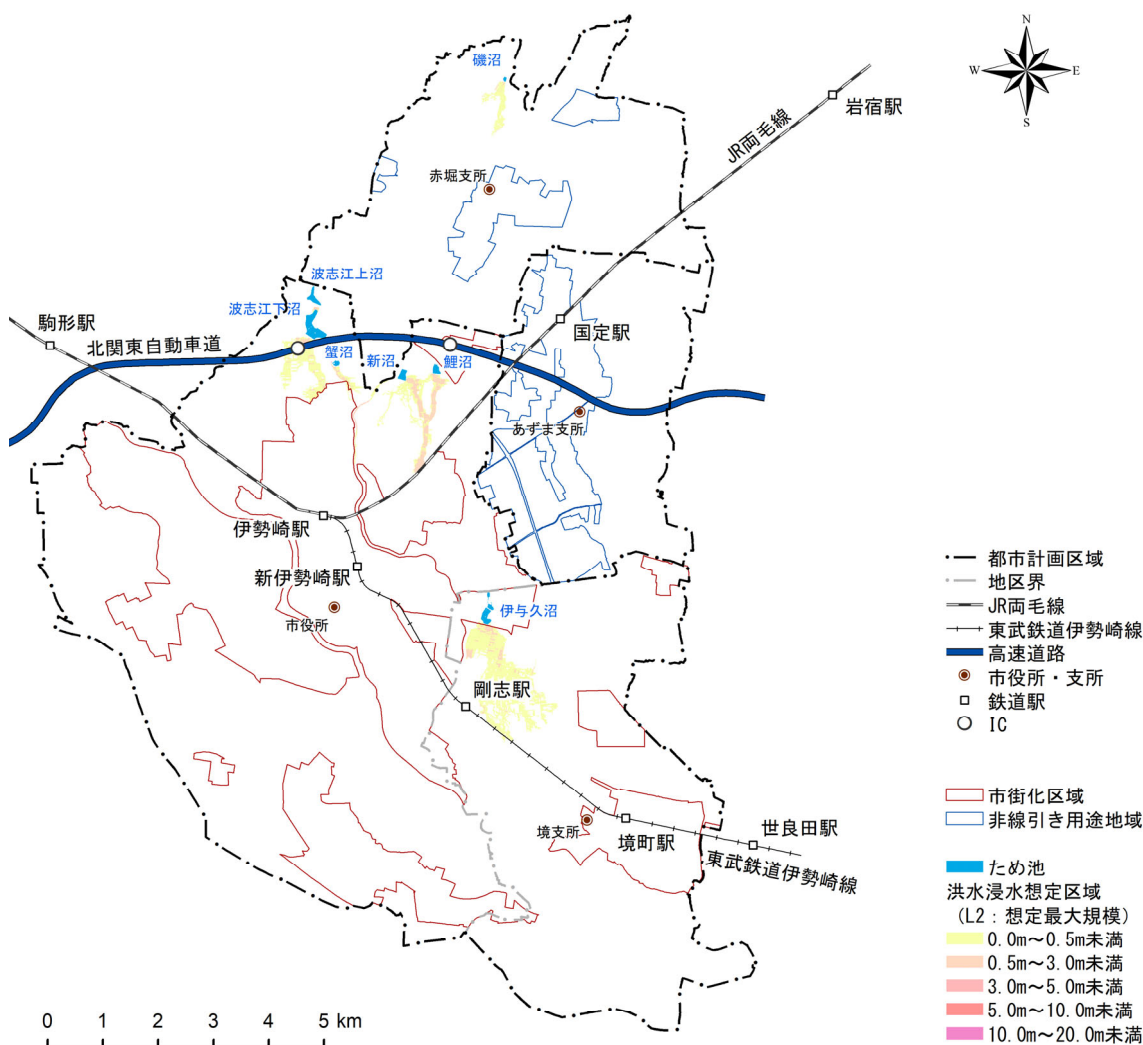 N
W
E
S
磯沼
岩宿駅
JR両毛線
赤堀支所
波志江上沼
波志江下沼
駒形駅
国定駅
北関東自動車道
蟹沼
新沼
鯉沼
あずま支所
伊勢崎駅
新伊勢崎駅
市役所
伊与久沼
剛志駅
境支所
境町駅
世良田駅
東武鉄道伊勢崎線
都市計画区域
地区界
JR両毛線
東武鉄道伊勢崎線
高速道路
市役所・支所
鉄道駅
IC
市街化区域
非線引き用途地域
ため池
洪水浸水想定区域
（L2：想定最大規模）
0.0m～0.5m未満
0.5m～3.0m未満
3.0m～5.0m未満
5.0m～10.0m未満
10.0m～20.0m未満
0 1 2 3 4 5 km